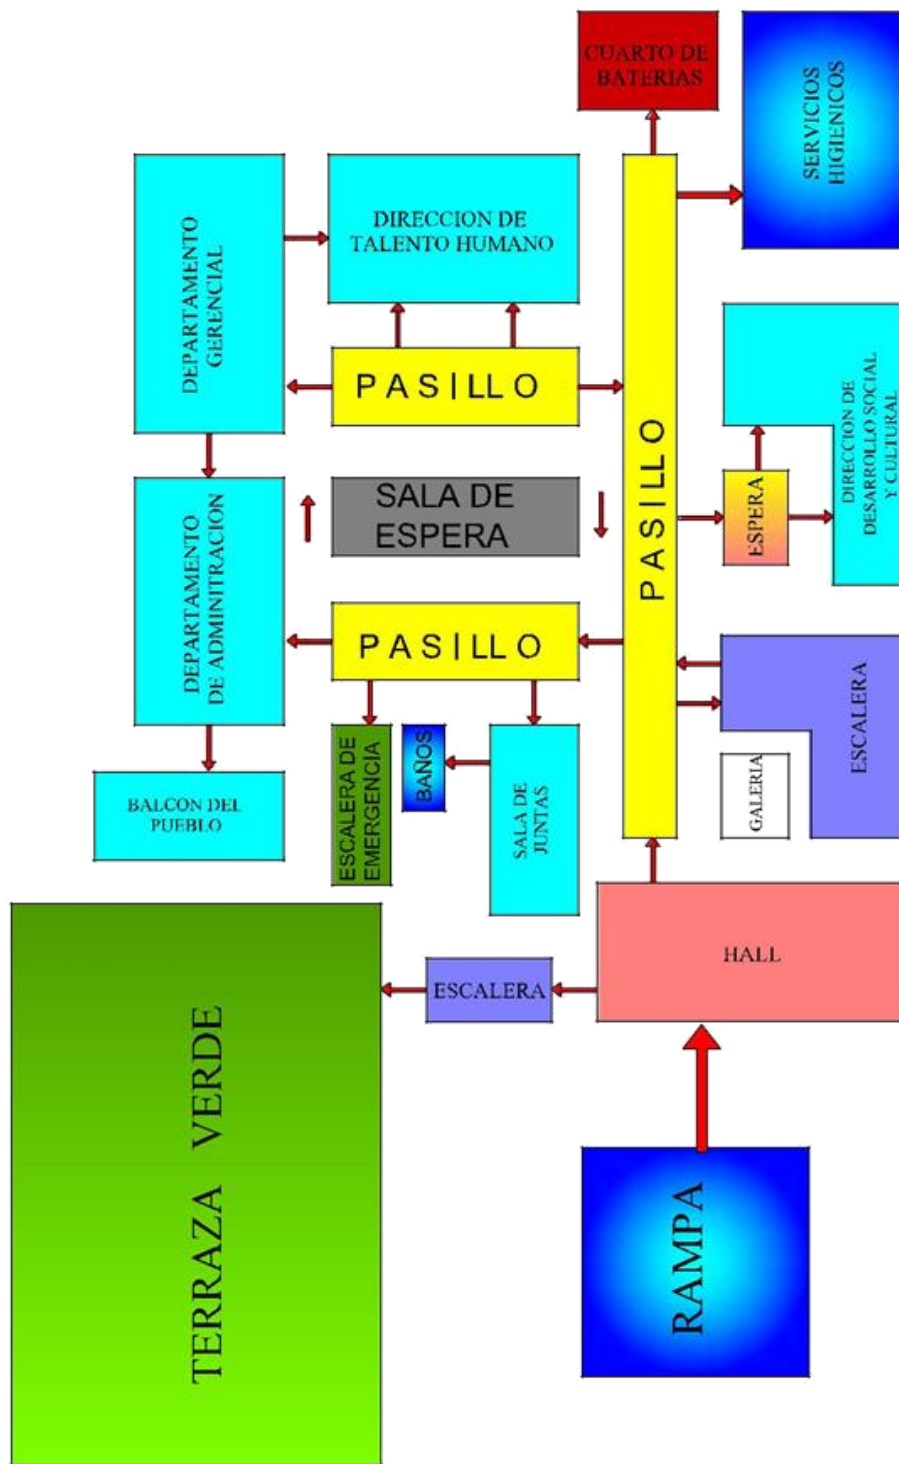 CUARTO DE
BATERIAS
SERVICIOS
HIGIENICOS
DEPARTAMENTO
GERENCIAL
DIRECCION DE
TALENTO HUMANO
PASILLO
PASILLO
DIRECCION DE
DESARROLLO SOCIAL
Y CULTURAL
ESPERA
SALA DE
ESPERA
DEPARTAMENTO
DE ADMINITRACION
PASILLO
ESCALERA DE
EMERGENCIA
BAÑOS
SALA DE
JUNTAS
ESCALERA
GALERIA
BALCON DEL
PUEBLO
HALL
ESCALERA
TERRAZA VERDE
RAMPA